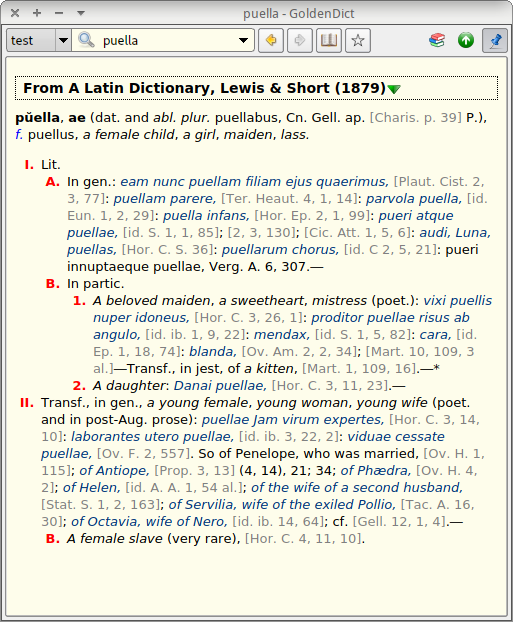 puella - GoldenDict
test puella
From A Latin Dictionary, Lewis & Short (1879)
pŭella, ae (dat. and abl. plur. puellabus, Cn. Gell. ap. [Charis. p. 39] P.),
f. puellus, a female child, a girl, maiden, lass.
I. Lit.
A. In gen.: eam nunc puellam filiam ejus quaerimus, [Plaut. Cist. 2,
3, 77]: puellam parere, [Ter. Heaut. 4, 1, 14]: parvola puella, [id.
Eun. 1, 2, 29]: puella infans, [Hor. Ep. 2, 1, 99]: pueri atque
puellae, [id. S. 1, 1, 85]; [2, 3, 130]; [Cic. Att. 1, 5, 6]: audi, Luna,
puellas, [Hor. C. S. 36]: puellarum chorus, [id. C 2, 5, 21]: pueri
innuptaeque puellae, Verg. A. 6, 307.—
B. In partic.
1. A beloved maiden, a sweetheart, mistress (poet.): vixi puellis
nuper idoneus, [Hor. C. 3, 26, 1]: proditor puellae risus ab
angulo, [id. ib. 1, 9, 22]: mendax, [id. S. 1, 5, 82]: cara, [id.
Ep. 1, 18, 74]: blanda, [Ov. Am. 2, 2, 34]; [Mart. 10, 109, 3
al.]—Transf., in jest, of a kitten, [Mart. 1, 109, 16].—*
2. A daughter: Danai puellae, [Hor. C. 3, 11, 23].—
II. Transf., in gen., a young female, young woman, young wife (poet.
and in post-Aug. prose): puellae Jam virum expertes, [Hor. C. 3, 14,
10]: laborantes utero puellae, [id. ib. 3, 22, 2]: viduae cessate
puellae, [Ov. F. 2, 557]. So of Penelope, who was married, [Ov. H. 1,
115]; of Antiope, [Prop. 3, 13] (4, 14), 21; 34; of Phædra, [Ov. H. 4,
2]; of Helen, [id. A. A. 1, 54 al.]; of the wife of a second husband,
[Stat. S. 1, 2, 163]; of Servilia, wife of the exiled Pollio, [Tac. A. 16,
30]; of Octavia, wife of Nero, [id. ib. 14, 64]; cf. [Gell. 12, 1, 4].—
B. A female slave (very rare), [Hor. C. 4, 11, 10].